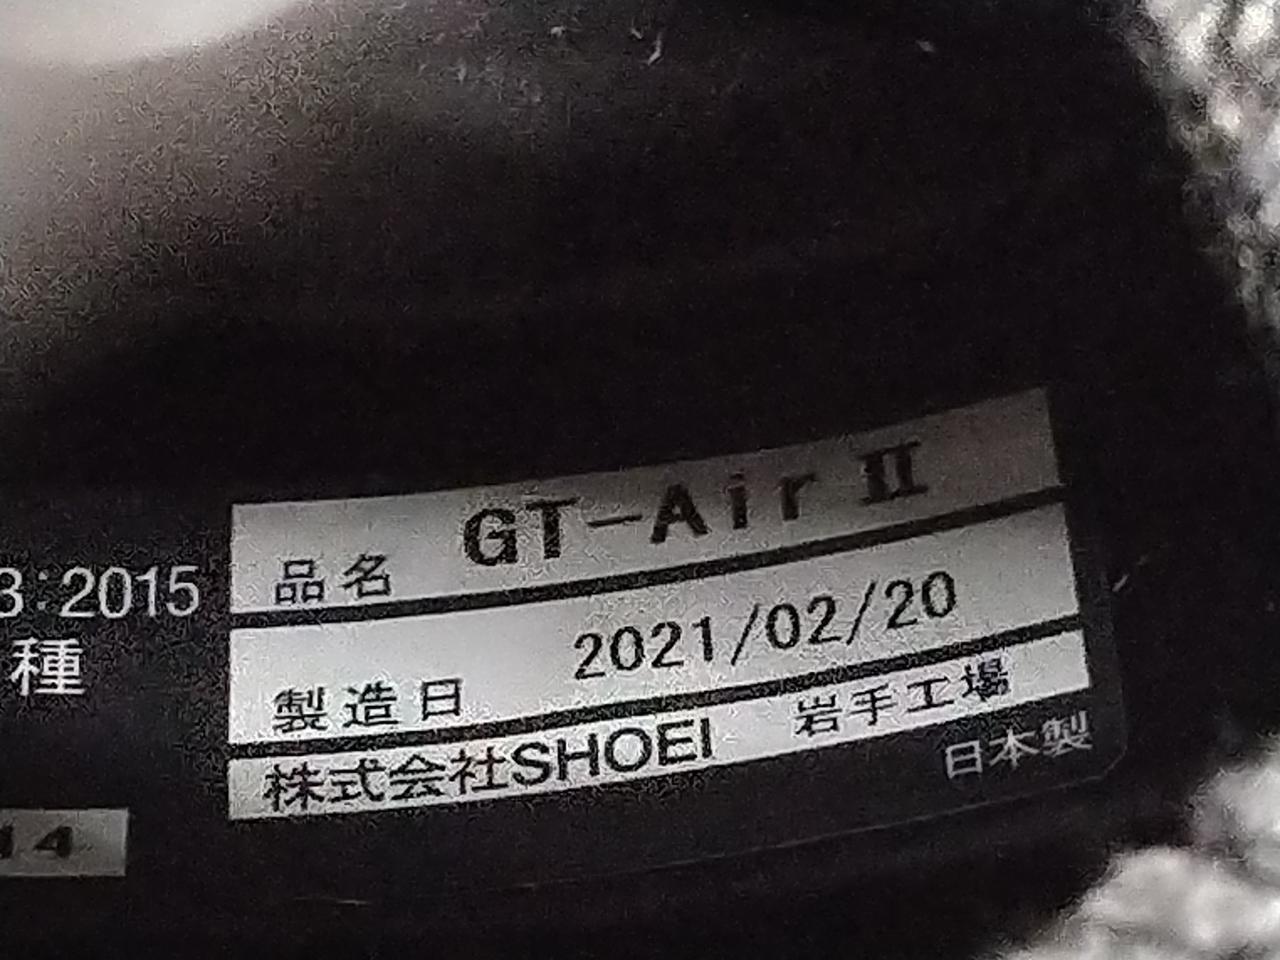 3:2015
種
14
品名 GT-Air II
製造日 2021/02/20
株式会社SHOEI 岩手工場
日本製